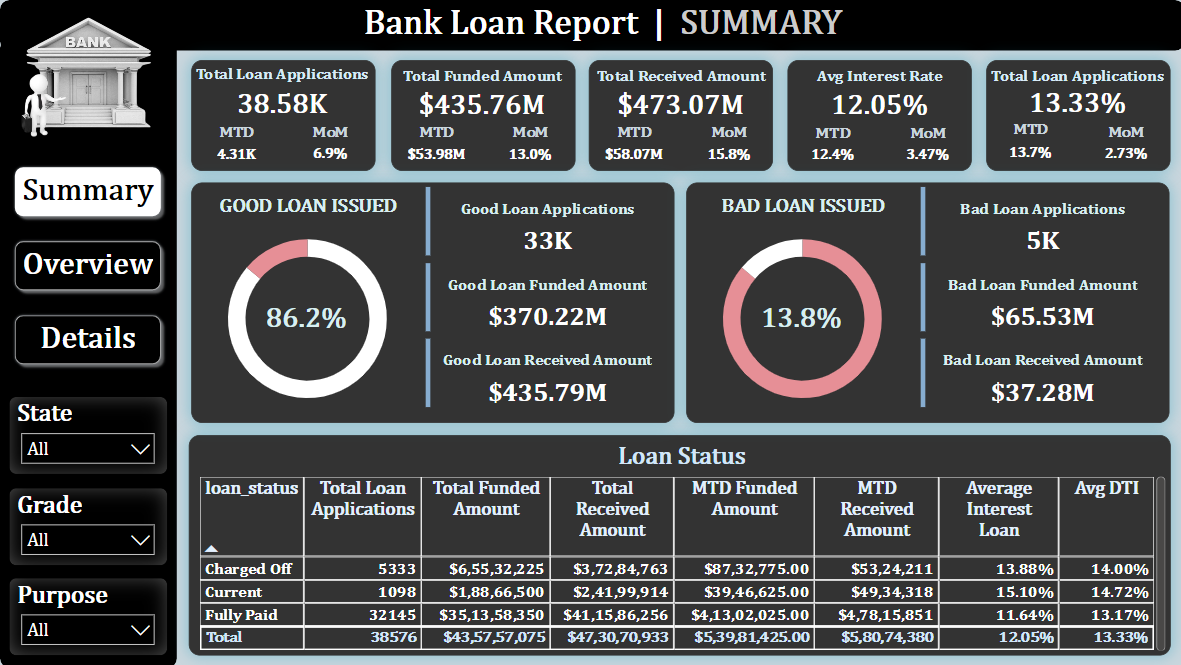 Bank Loan Report | SUMMARY
BANK
Summary
Overview
Details
State
All
Grade
All
Purpose
All
Total Loan Applications
38.58K
MTD MoM
4.31K 6.9%
Total Funded Amount
$435.76M
MTD MoM
$53.98M 13.0%
Total Received Amount
$473.07M
MTD MoM
$58.07M 15.8%
Avg Interest Rate
12.05%
MTD MoM
12.4% 3.47%
Total Loan Applications
13.33%
MTD MoM
13.7% 2.73%
GOOD LOAN ISSUED
86.2%
Good Loan Applications
33K
Good Loan Funded Amount
$370.22M
Good Loan Received Amount
$435.79M
BAD LOAN ISSUED
13.8%
Bad Loan Applications
5K
Bad Loan Funded Amount
$65.53M
Bad Loan Received Amount
$37.28M
Loan Status
loan_status Total Loan Total Funded Total MTD Funded MTD Average Avg DTI
Applications Amount Received Amount Received Interest
Amount Amount Loan
Charged Off 5333 $6,55,32,225 $3,72,84,763 $87,32,775.00 $53,24,211 13.88% 14.00%
Current 1098 $1,88,66,500 $2,41,99,914 $39,46,625.00 $49,34,318 15.10% 14.72%
Fully Paid 32145 $35,13,58,350 $41,15,86,256 $4,13,02,025.00 $4,78,15,851 11.64% 13.17%
Total 38576 $43,57,57,075 $47,30,70,933 $5,39,81,425.00 $5,80,74,380 12.05% 13.33%